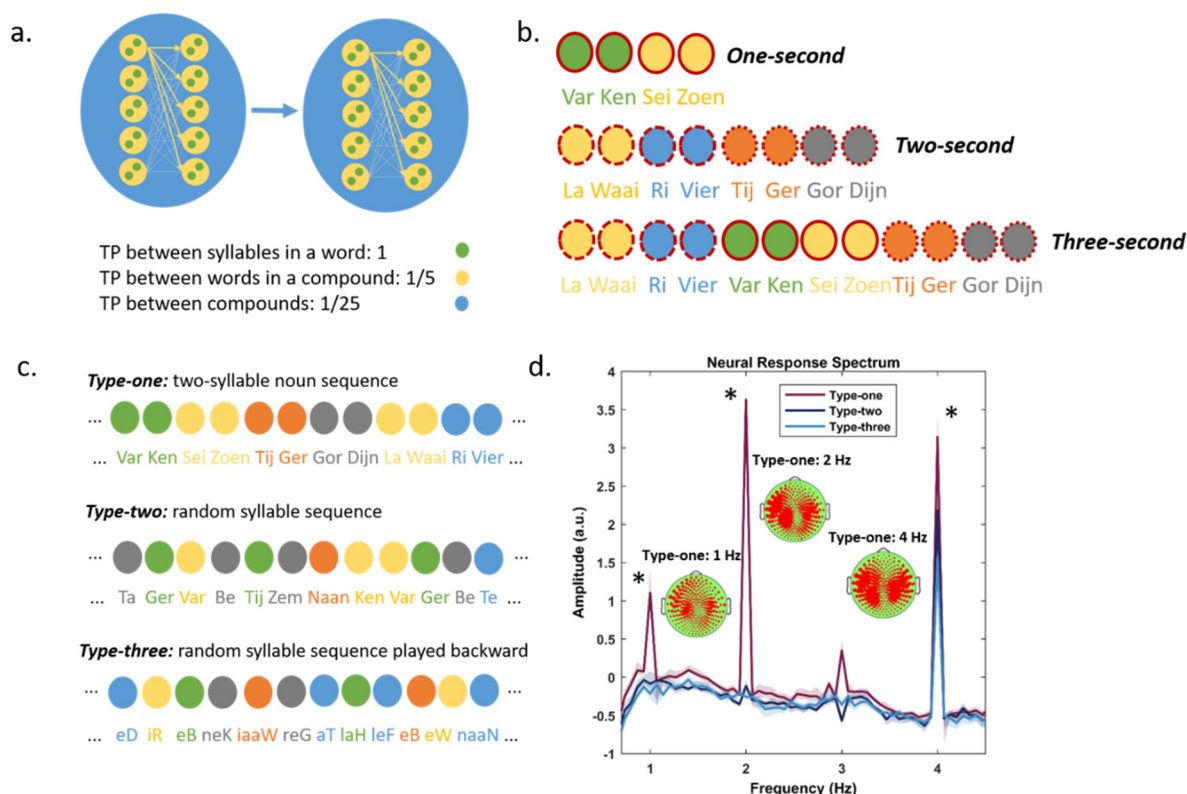 a.
TP between syllables in a word: 1
TP between words in a compound: 1/5
TP between compounds: 1/25
b.
One-second
Var Ken Sei Zoen
Two-second
La Waai Ri Vier Tij Ger Gor Dijn
Three-second
La Waai Ri Vier Var Ken Sei Zoen Tij Ger Gor Dijn
c.
Type-one: two-syllable noun sequence
... ...
... Var Ken Sei Zoen Tij Ger Gor Dijn La Waai Ri Vier ...
Type-two: random syllable sequence
... ...
... Ta Ger Var Be Tij Zem Naan Ken Var Ger Be Te ...
Type-three: random syllable sequence played backward
... ...
... eD iR eB neK iaaW reG aT laH leF eB eW naaN ...
d.
Neural Response Spectrum
Type-one
Type-two
Type-three
*
*
*
Type-one: 2 Hz
Type-one: 1 Hz
Type-one: 4 Hz
Amplitude (a.u.)
4
3.5
3
2.5
2
1.5
1
0.5
0
-0.5
-1
1 2 3 4
Frequency (Hz)